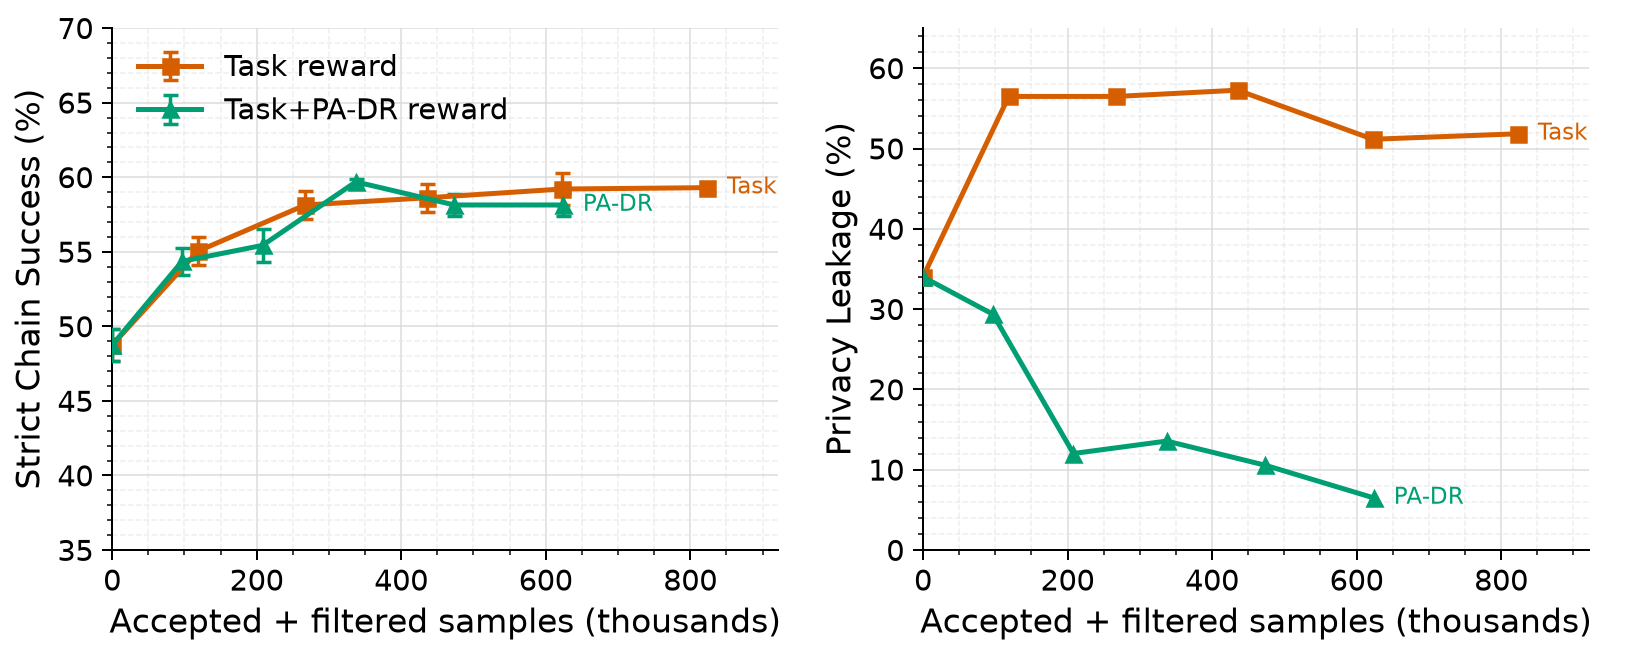 Strict Chain Success (%)
70
65
60
55
50
45
40
35
Task reward
Task+PA-DR reward
Task
PA-DR
0 200 400 600 800
Accepted + filtered samples (thousands)
Privacy Leakage (%)
60
50
40
30
20
10
0
Task
PA-DR
0 200 400 600 800
Accepted + filtered samples (thousands)